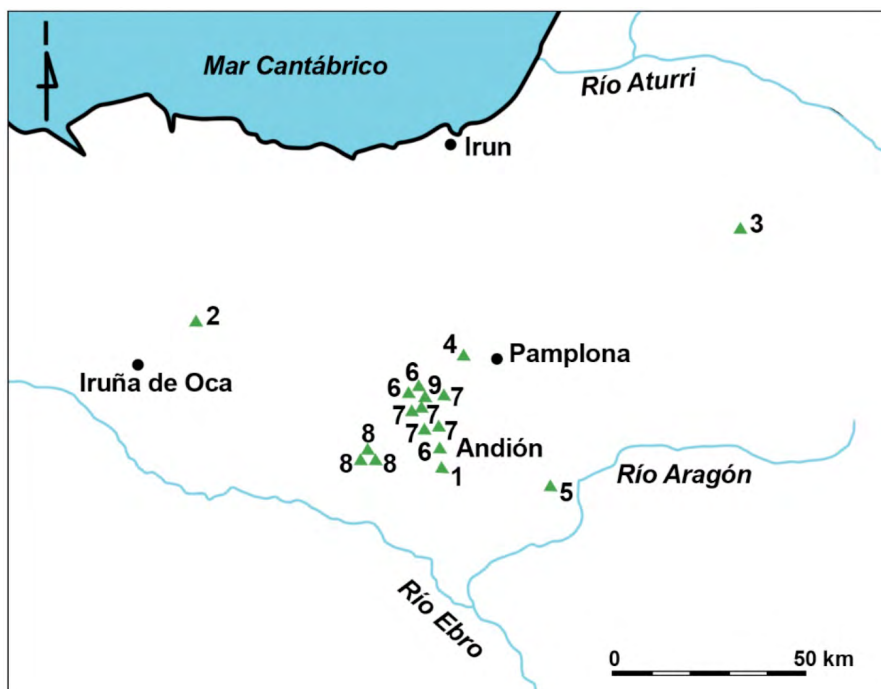 Mar Cantábrico
Río Aturri
Irun
3
2
4
Pamplona
Iruña de Oca
6
6
9
7
7
7
7
7
8
8
8
6
Andión
1
5
Río Aragón
Río Ebro
0
50 km